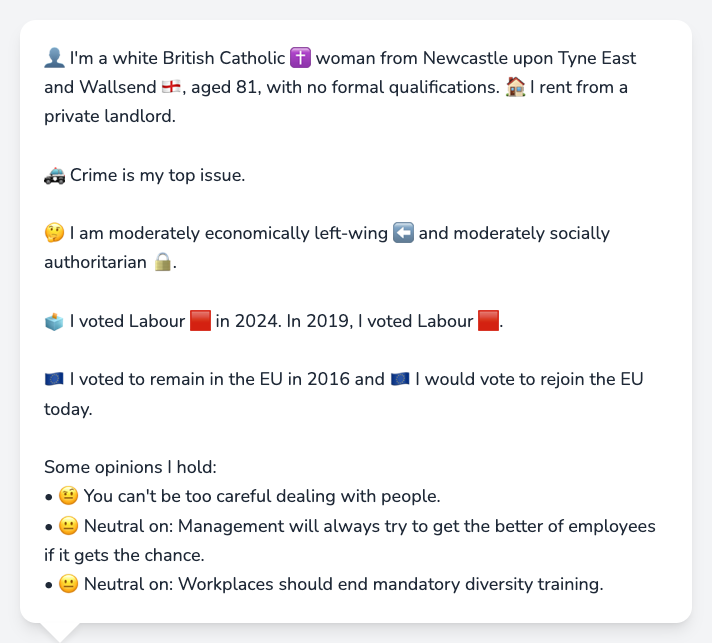 👤 I'm a white British Catholic ✝️ woman from Newcastle upon Tyne East
and Wallsend 🏴󠁧󠁢󠁥󠁮󠁧󠁿, aged 81, with no formal qualifications. 🏠 I rent from a
private landlord.
🚓 Crime is my top issue.
🤔 I am moderately economically left-wing ⬅️ and moderately socially
authoritarian 🔒.
🗳️ I voted Labour 🟥 in 2024. In 2019, I voted Labour 🟥.
🇪🇺 I voted to remain in the EU in 2016 and 🇪🇺 I would vote to rejoin the EU
today.
Some opinions I hold:
• 🤨 You can't be too careful dealing with people.
• 😐 Neutral on: Management will always try to get the better of employees
if it gets the chance.
• 😐 Neutral on: Workplaces should end mandatory diversity training.